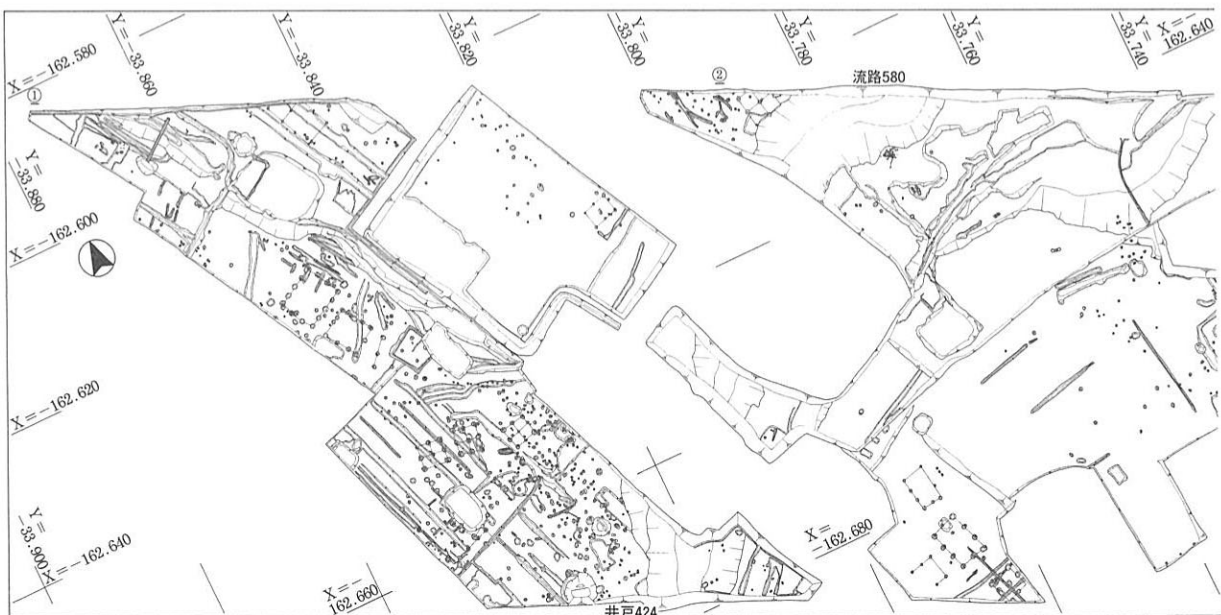 Y=
-33.860
Y=
-33.840
Y=
-33.820
Y=
-33.800
Y=
-33.780
Y=
-33.760
Y=
-33.740
X=-
162.640
X=-162.580
①
②
流路580
Y=
-33.880
X=-162.600
X=-162.620
Y=
-33.900
X=-162.640
X=-
162.660
X=
-162.680
井戸424